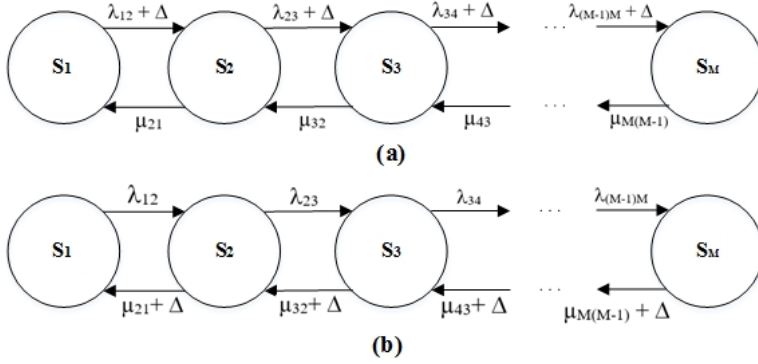 λ12 + Δ λ23 + Δ λ34 + Δ ... λ(M-1)M + Δ
S1 S2 S3 SM
μ21 μ32 μ43 ... μM(M-1)
(a)
λ12 λ23 λ34 ... λ(M-1)M
S1 S2 S3 ... SM
μ21+ Δ μ32+ Δ μ43+ Δ ... μM(M-1) + Δ
(b)